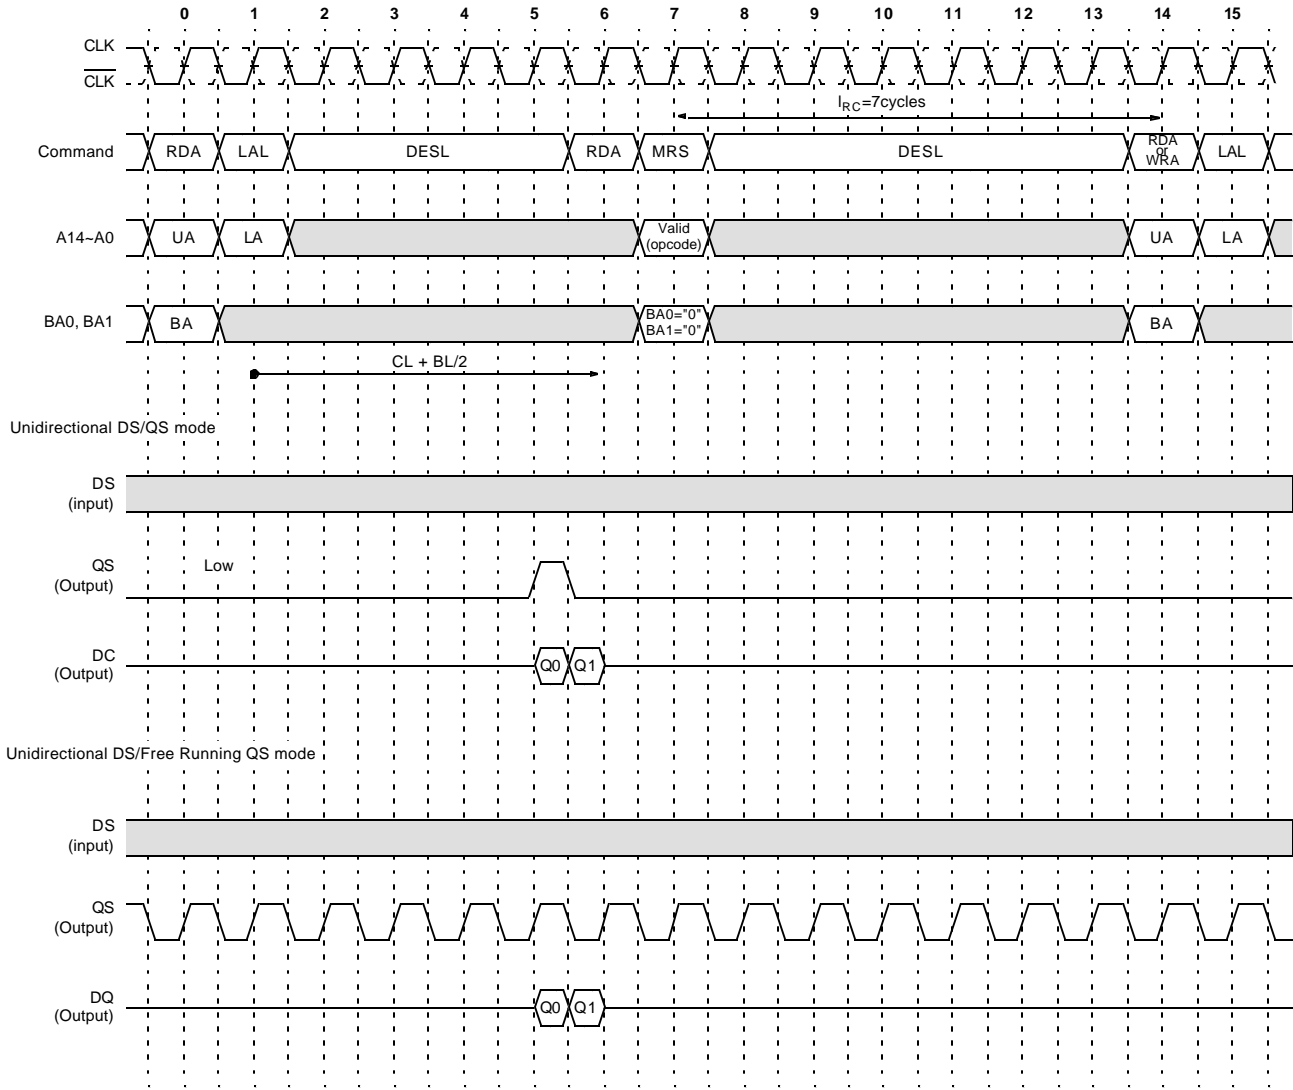 0 1 2 3 4 5 6 7 8 9 10 11 12 13 14 15
CLK
CLK
IRC=7cycles
Command RDA LAL DESL RDA MRS DESL RDA or WRA LAL
A14~A0 UA LA Valid (opcode) UA LA
BA0, BA1 BA BA0="0" BA1="0" BA
CL + BL/2
Unidirectional DS/QS mode
DS
(input)
QS Low
(Output)
DC Q0 Q1
(Output)
Unidirectional DS/Free Running QS mode
DS
(input)
QS
(Output)
DQ Q0 Q1
(Output)